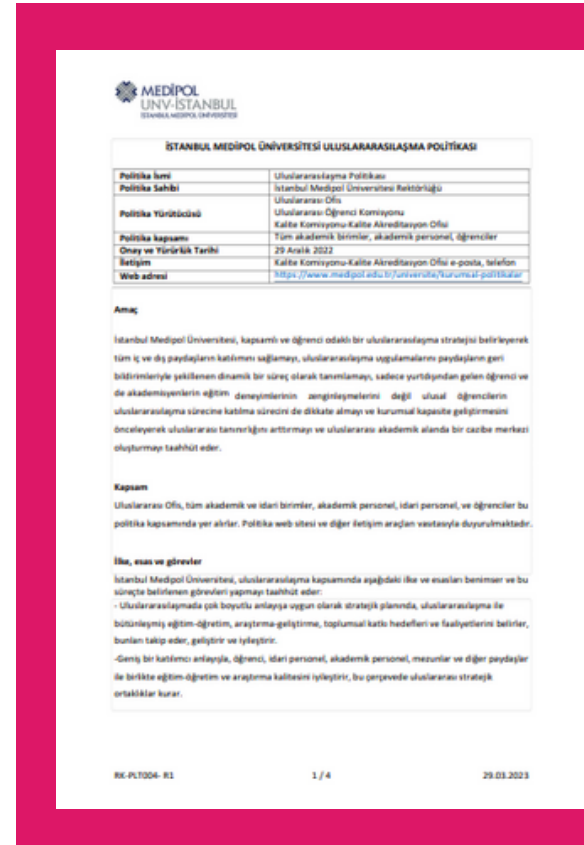 MEDİPOL
UNV-İSTANBUL
İSTANBUL MEDİPOL ÜNİVERSİTESİ
İSTANBUL MEDİPOL ÜNİVERSİTESİ ULUSLARARASILAŞMA POLİTİKASI
Politika İsmi Uluslararasılaşma Politikası
Politika Sahibi İstanbul Medipol Üniversitesi Rektörlüğü
Politika Yürütücüsü Uluslararası Ofis
Uluslararası Öğrenci Komisyonu
Kalite Komisyonu-Kalite Akreditasyon Ofisi
Politika kapsamı Tüm akademik birimler, akademik personel, öğrenciler
Onay ve Yürürlük Tarihi 29 Aralık 2022
İletişim Kalite Komisyonu-Kalite Akreditasyon Ofisi e-posta, telefon
Web adresi https://www.medipol.edu.tr/universite/kurumsal-politikalar
Amaç
İstanbul Medipol Üniversitesi, kapsamlı ve öğrenci odaklı bir uluslararasılaşma stratejisi belirleyerek
tüm iç ve dış paydaşların katılımını sağlamayı, uluslararasılaşma uygulamalarını paydaşların geri
bildirimleriyle şekillenen dinamik bir süreç olarak tanımlamayı, sadece yurtdışından gelen öğrenci ve
de akademisyenlerin eğitim deneyimlerinin zenginleşmelerini değil ulusal öğrencilerin
uluslararasılaşma sürecine katılma sürecini de dikkate almayı ve kurumsal kapasite geliştirmesini
önceleyerek uluslararası tanınırlığını arttırmayı ve uluslararası akademik alanda bir cazibe merkezi
oluşturmayı taahhüt eder.
Kapsam
Uluslararası Ofis, tüm akademik ve idari birimler, akademik personel, idari personel, ve öğrenciler bu
politika kapsamında yer alırlar. Politika web sitesi ve diğer iletişim araçları vasıtasıyla duyurulmaktadır.
İlke, esas ve görevler
İstanbul Medipol Üniversitesi, uluslararasılaşma kapsamında aşağıdaki ilke ve esasları benimser ve bu
süreçte belirlenen görevleri yapmayı taahhüt eder:
- Uluslararasılaşmada çok boyutlu anlayışa uygun olarak stratejik planında, uluslararasılaşma ile
bütünleşmiş eğitim-öğretim, araştırma-geliştirme, toplumsal katkı hedefleri ve faaliyetlerini belirler,
bunları takip eder, geliştirir ve iyileştirir.
-Geniş bir katılımcı anlayışla, öğrenci, idari personel, akademik personel, mezunlar ve diğer paydaşlar
ile birlikte eğitim-öğretim ve araştırma kalitesini iyileştirir, bu çerçevede uluslararası stratejik
ortaklıklar kurar.
RK-PLT004- R1 1 / 4 29.03.2023